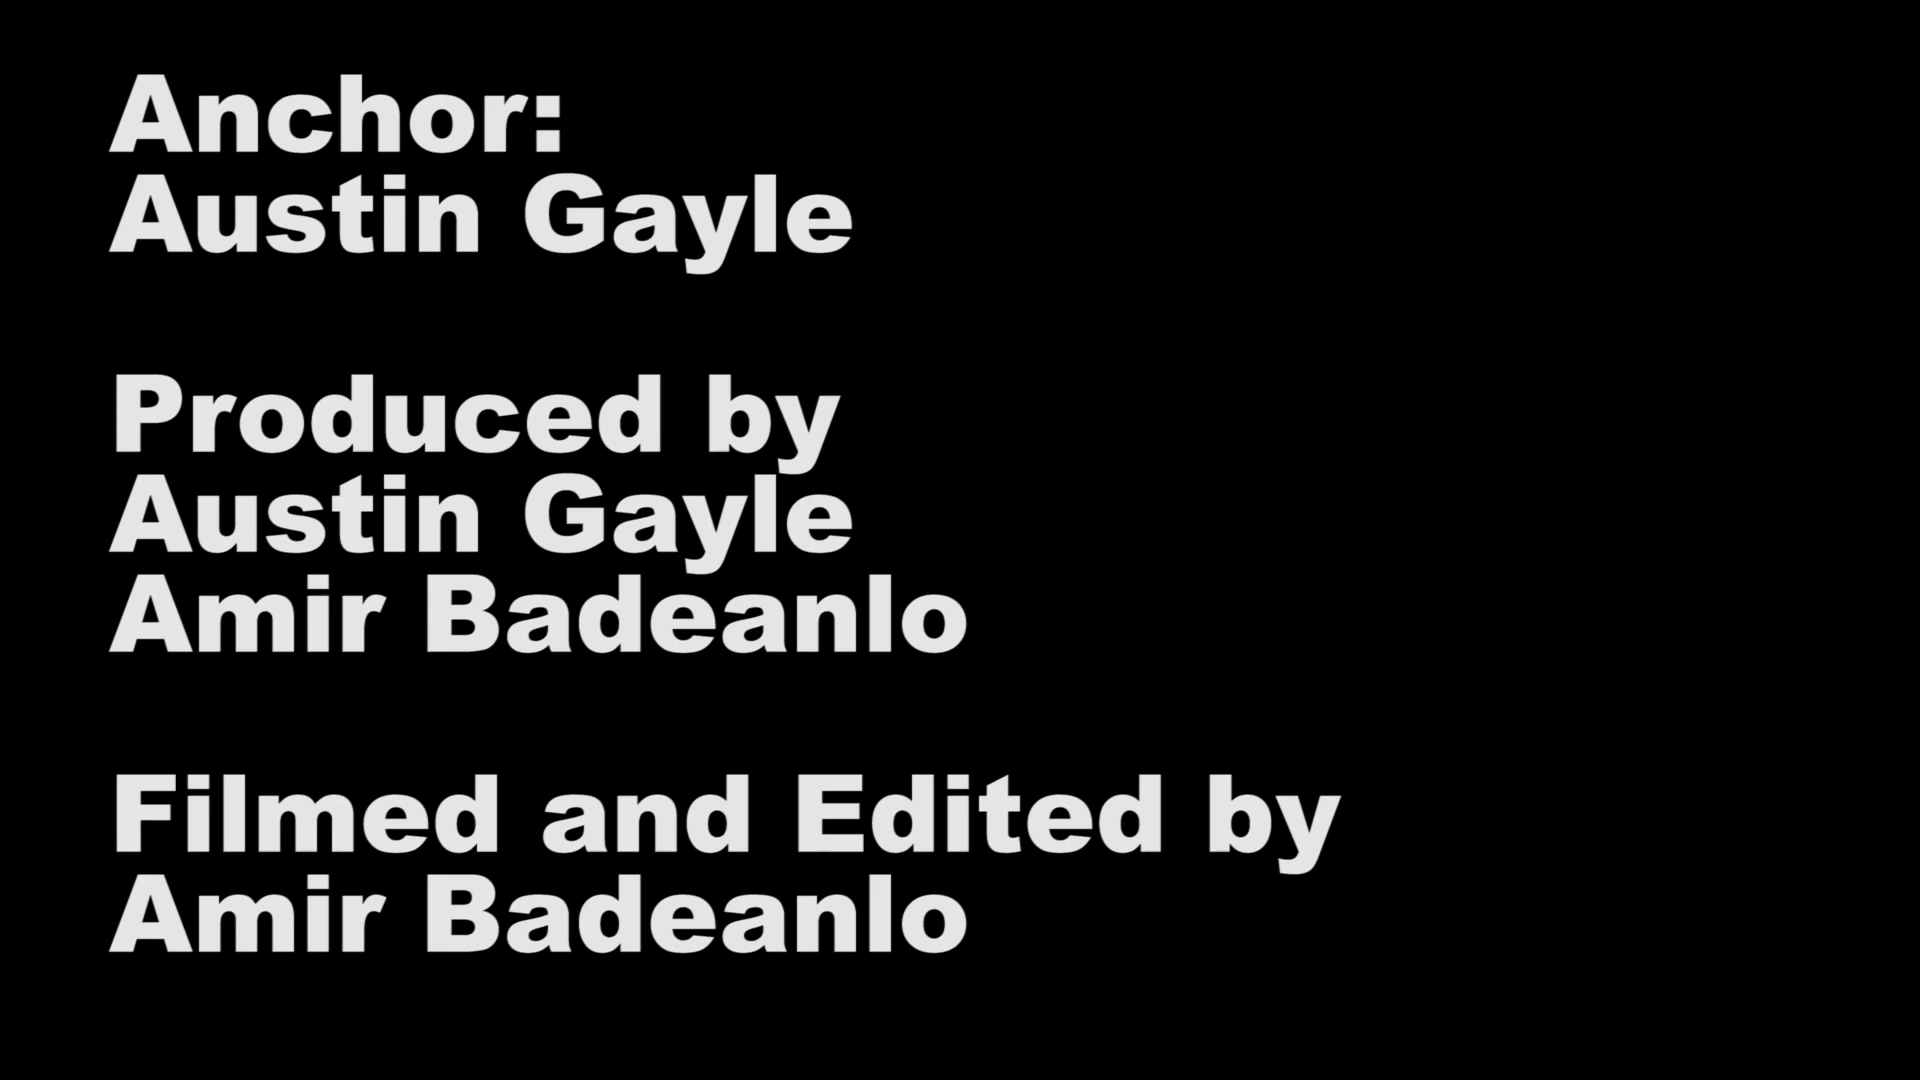 Anchor:
Austin Gayle
Produced by
Austin Gayle
Amir Badeanlo
Filmed and Edited by
Amir Badeanlo